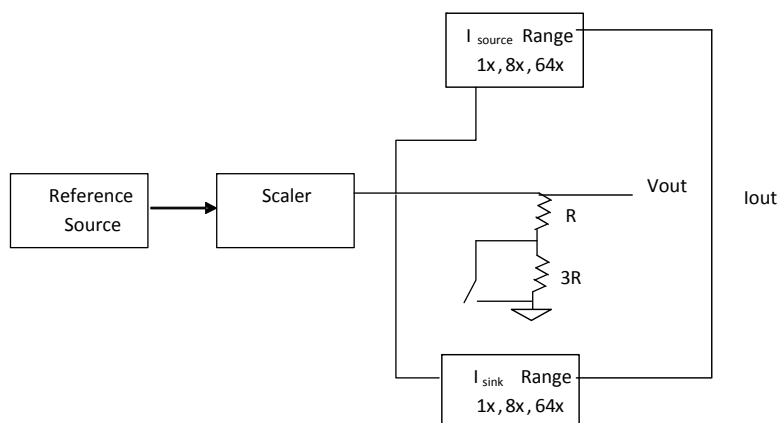 I source Range
1x, 8x, 64x
Reference
Source
Scaler
Vout
Iout
R
3R
I sink Range
1x, 8x, 64x